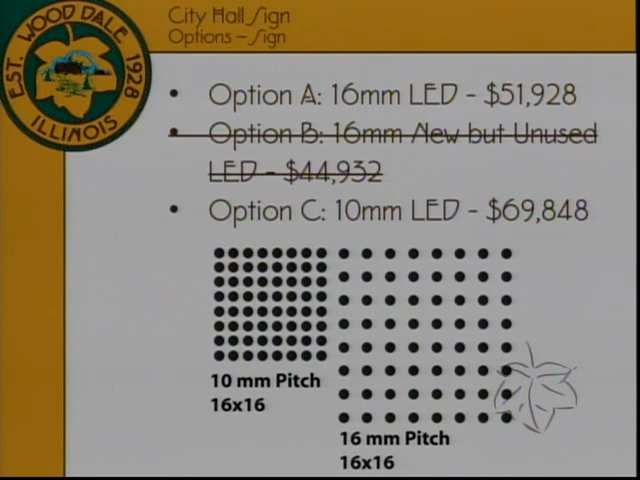 EST. WOOD DALE 1928
ILLINOIS
City Hall Sign
Options – Sign
• Option A: 16mm LED - $51,928
• Option B: 16mm New but Unused
LED - $44,932
• Option C: 10mm LED - $69,848
10 mm Pitch
16x16
16 mm Pitch
16x16